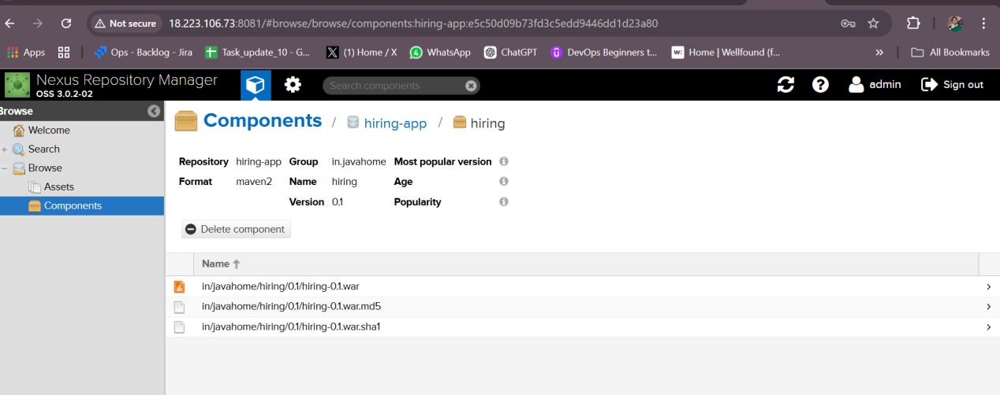 Not secure 18.223.106.73:8081/#browse/browse/components:hiring-app:e5c50d09b73fd3c5edd9446dd1d23a80
Apps Ops - Backlog - Jira Task_update_10 - G... (1) Home / X WhatsApp ChatGPT DevOps Beginners t... w: Home | Wellfound (f... » All Bookmarks
Nexus Repository Manager
OSS 3.0.2-02
Search components
admin Sign out
Browse
Welcome
Search
Browse
Assets
Components
Components / hiring-app / hiring
Repository hiring-app Group in.javahome Most popular version
Format maven2 Name hiring Age
Version 0.1 Popularity
Delete component
Name
in/javahome/hiring/0.1/hiring-0.1.war
in/javahome/hiring/0.1/hiring-0.1.war.md5
in/javahome/hiring/0.1/hiring-0.1.war.sha1